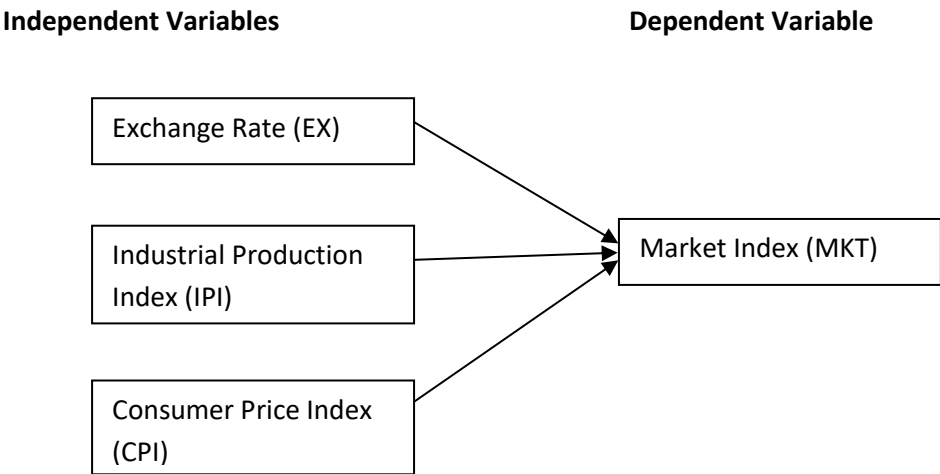 Independent Variables
Dependent Variable
Exchange Rate (EX)
Industrial Production
Index (IPI)
Market Index (MKT)
Consumer Price Index
(CPI)